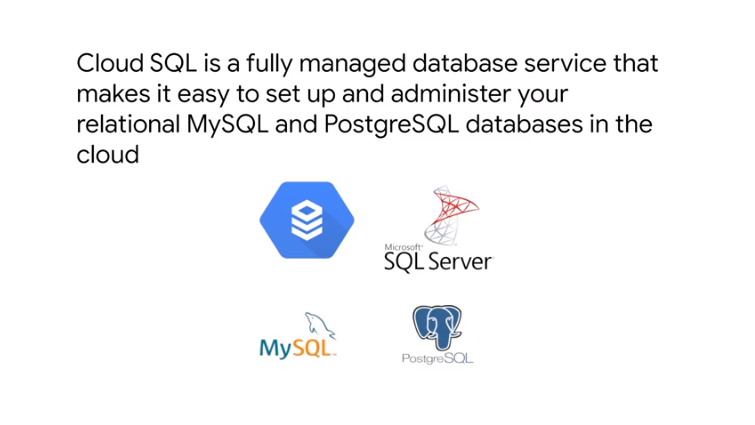 Cloud SQL is a fully managed database service that
makes it easy to set up and administer your
relational MySQL and PostgreSQL databases in the
cloud
Microsoft®
SQL Server®
MySQL™
PostgreSQL